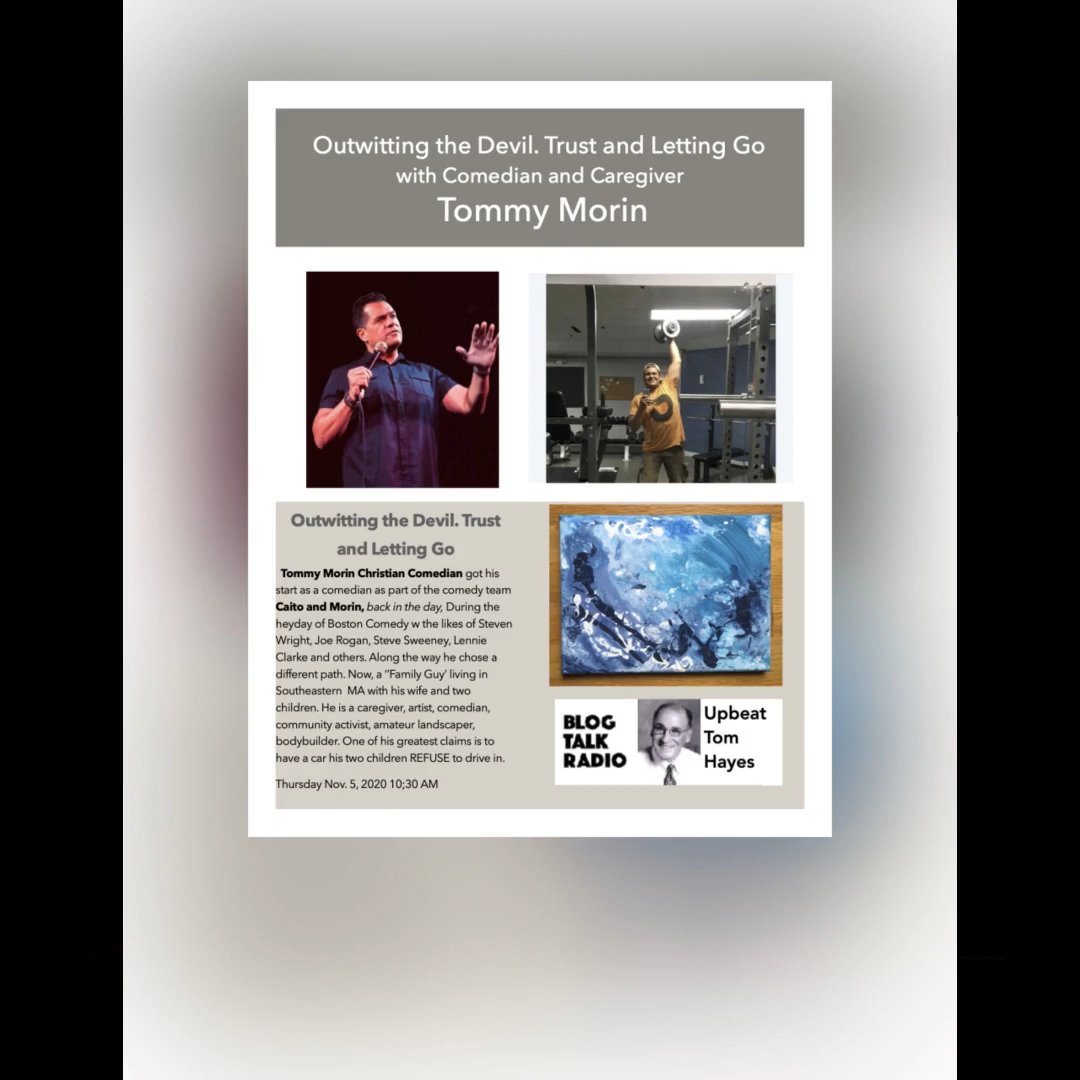 Outwitting the Devil. Trust and Letting Go
with Comedian and Caregiver
Tommy Morin
Outwitting the Devil. Trust
and Letting Go
Tommy Morin Christian Comedian got his
start as a comedian as part of the comedy team
Caito and Morin, back in the day, During the
heyday of Boston Comedy w the likes of Steven
Wright, Joe Rogan, Steve Sweeney, Lennie
Clarke and others. Along the way he chose a
different path. Now, a "Family Guy' living in
Southeastern MA with his wife and two
children. He is a caregiver, artist, comedian,
community activist, amateur landscaper,
bodybuilder. One of his greatest claims is to
have a car his two children REFUSE to drive in.
Thursday Nov. 5, 2020 10;30 AM
BLOG
TALK
RADIO
Upbeat
Tom
Hayes